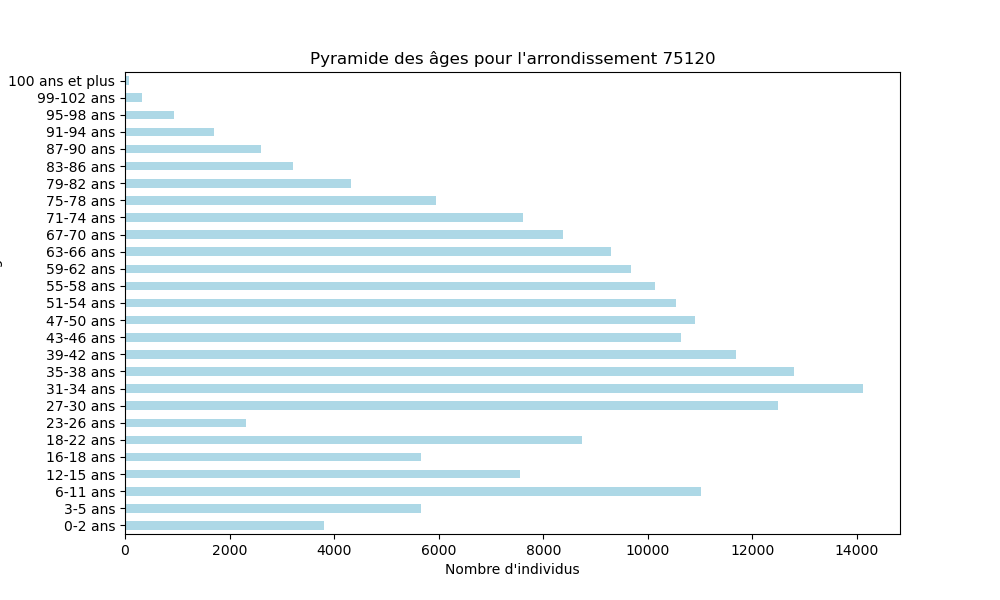 Pyramide des âges pour l'arrondissement 75120
100 ans et plus
99-102 ans
95-98 ans
91-94 ans
87-90 ans
83-86 ans
79-82 ans
75-78 ans
71-74 ans
67-70 ans
63-66 ans
59-62 ans
55-58 ans
51-54 ans
47-50 ans
43-46 ans
39-42 ans
35-38 ans
31-34 ans
27-30 ans
23-26 ans
18-22 ans
16-18 ans
12-15 ans
6-11 ans
3-5 ans
0-2 ans
0 2000 4000 6000 8000 10000 12000 14000
Nombre d'individus